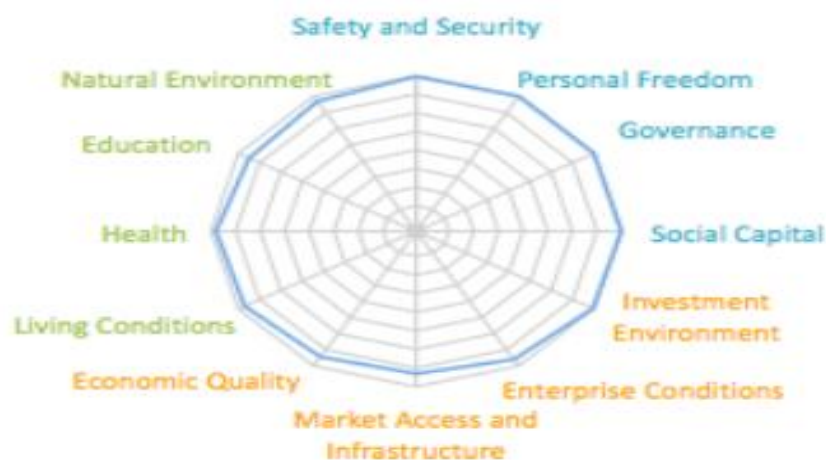 Safety and Security
Natural Environment
Personal Freedom
Governance
Education
Health
Social Capital
Investment
Environment
Living Conditions
Economic Quality
Enterprise Conditions
Market Access and
Infrastructure